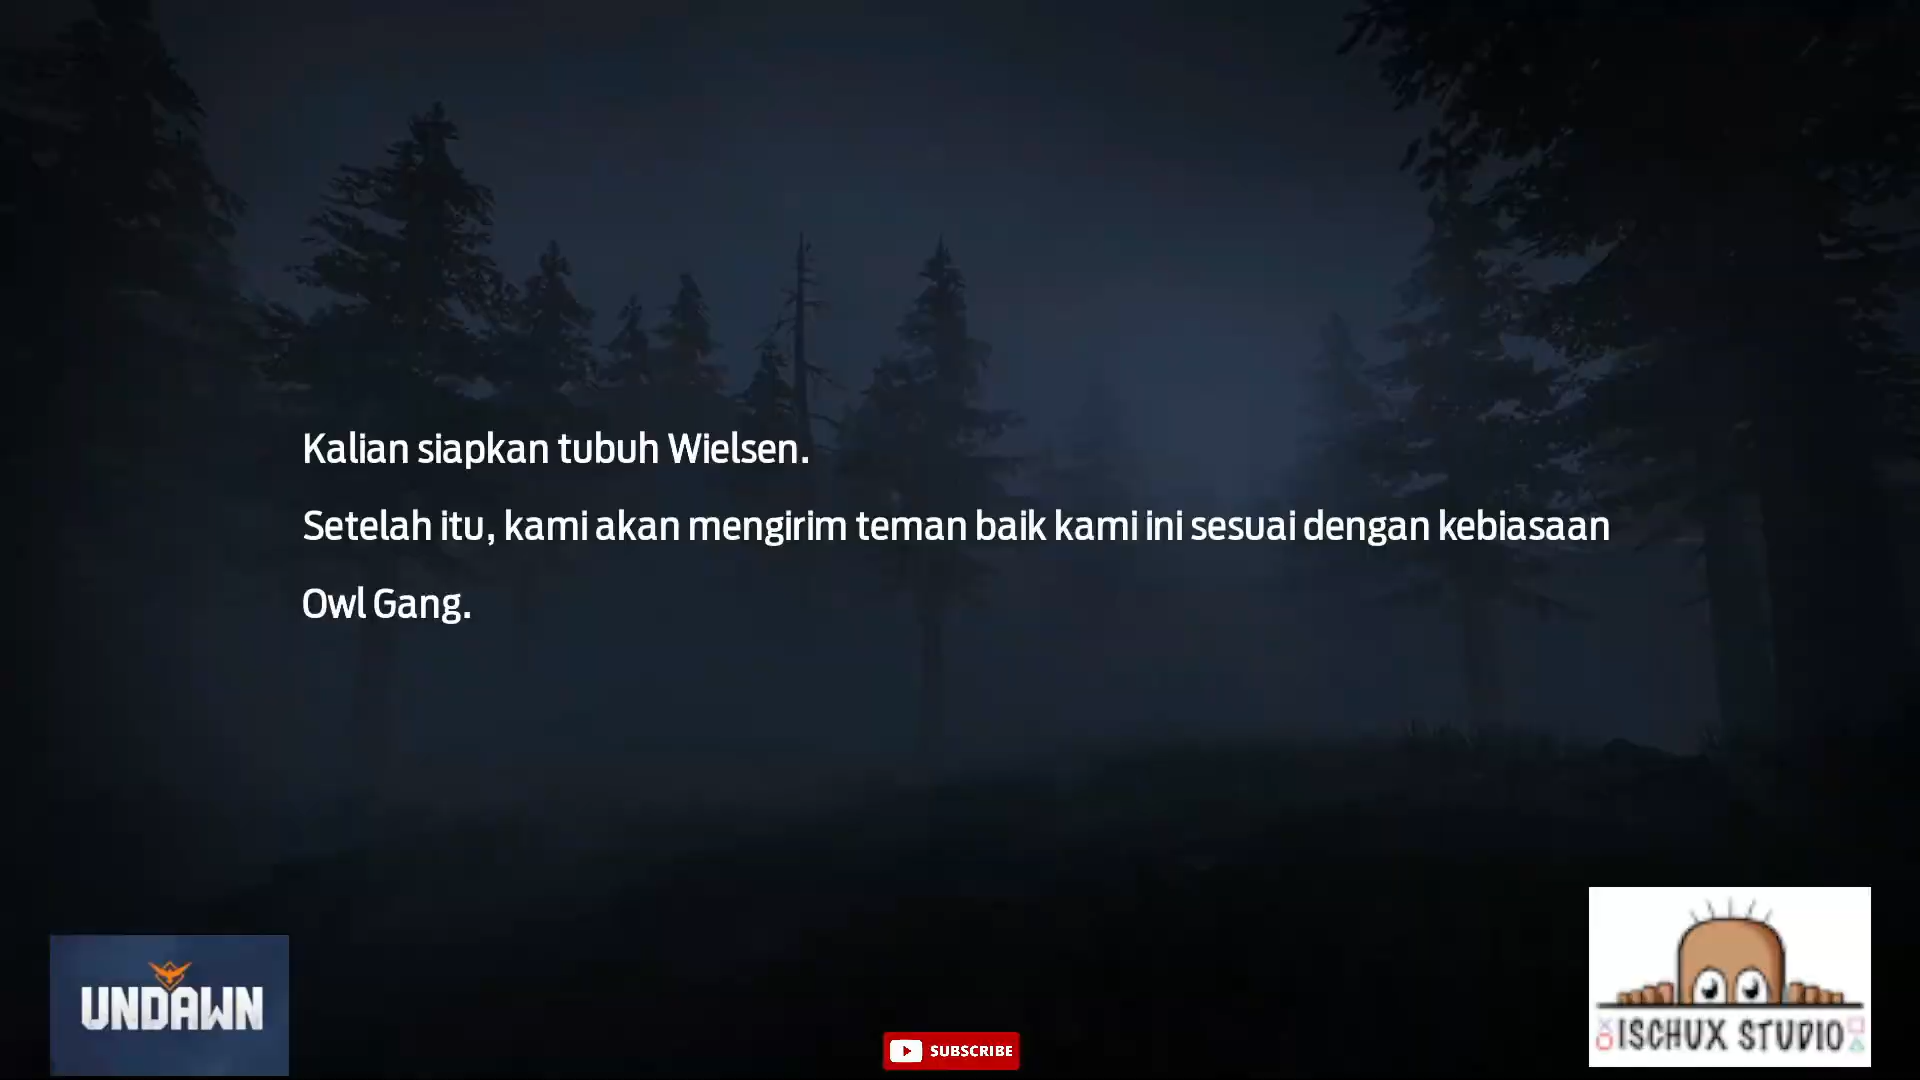 Kalian siapkan tubuh Wielsen.
Setelah itu, kami akan mengirim teman baik kami ini sesuai dengan kebiasaan
Owl Gang.
UNDAWN
SUBSCRIBE
ISCHUX STUDIO